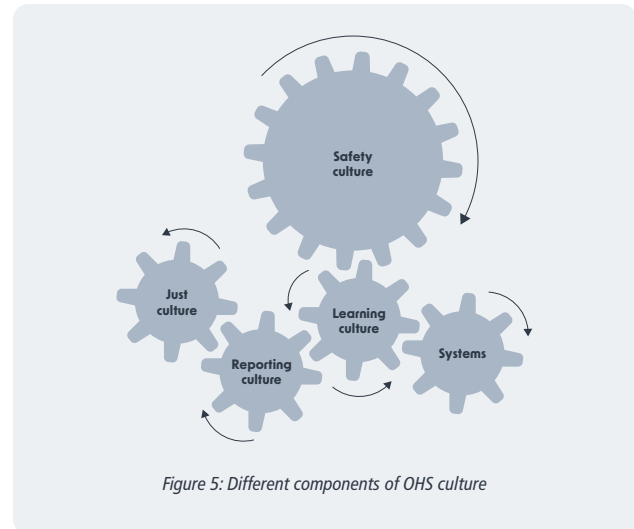 Safety
culture
Just
culture
Learning
culture
Reporting
culture
Systems
Figure 5: Different components of OHS culture